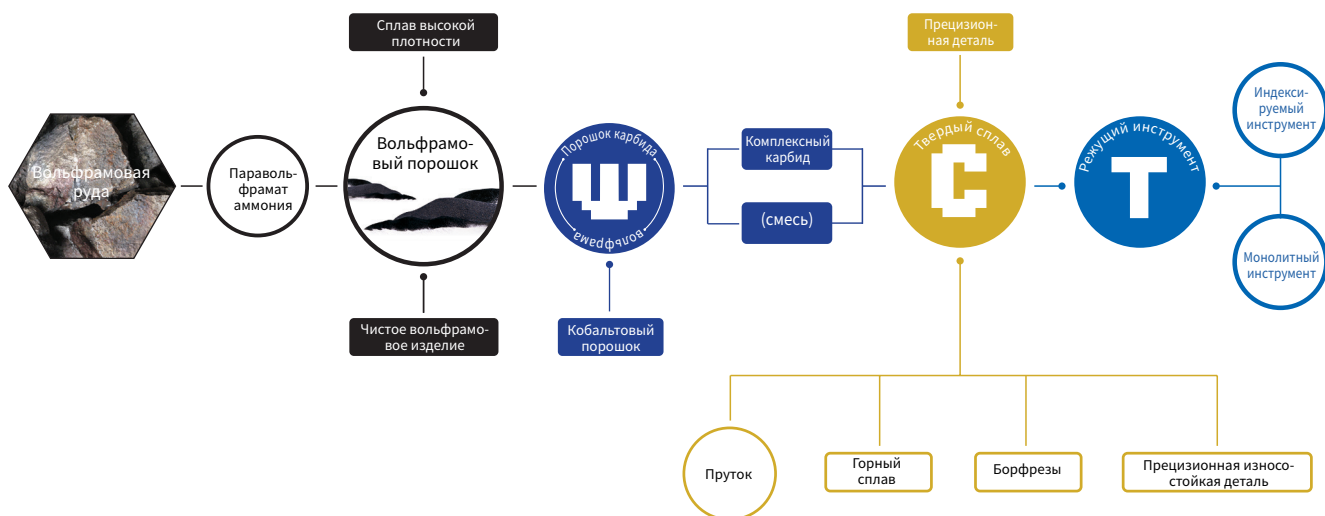 Сплав высокой
плотности
Прецизион-
ная деталь
Вольфрамовая
руда
Параволь-
фрамат
аммония
Вольфрамо-
вый порошок
Порошок карбида
вольфрама
Комплексный
карбид
(смесь)
Твердый сплав
C
Режущий инструмент
T
Индекси-
руемый
инструмент
Монолитный
инструмент
Чистое вольфрамо-
вое изделие
Кобальтовый
порошок
Пруток
Горный
сплав
Борфрезы
Прецизионная износо-
стойкая деталь